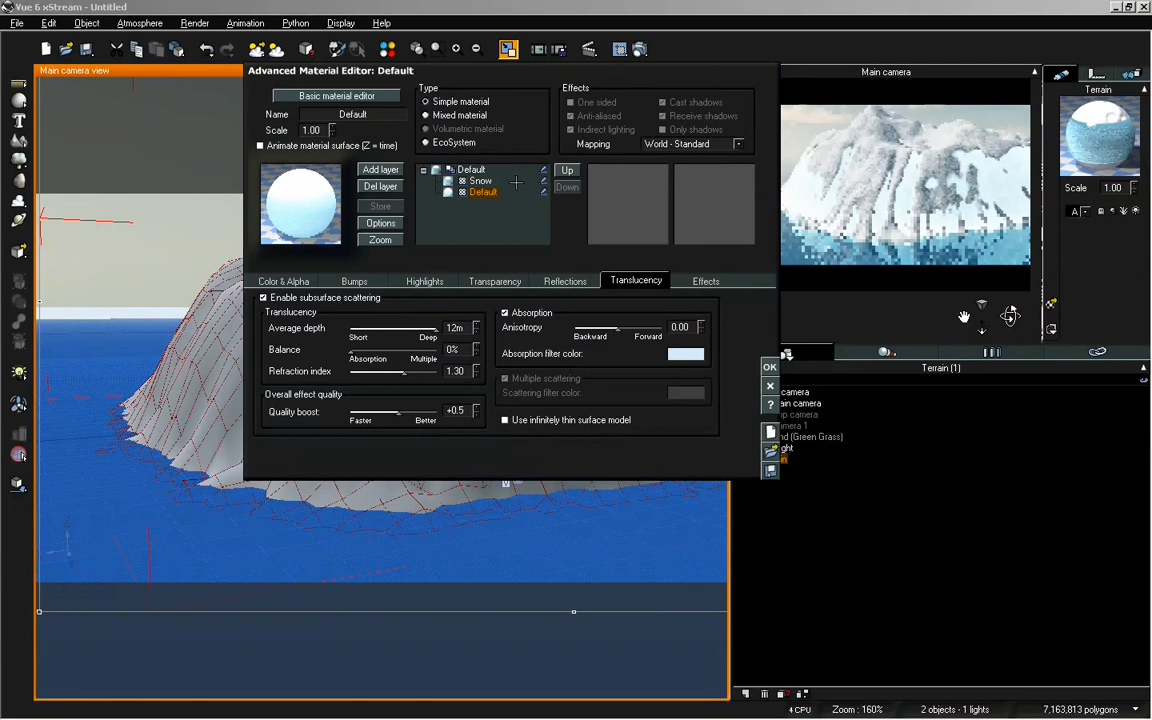 Vue 6 xStream - Untitled
File Edit Object Atmosphere Render Animation Python Display Help
Main camera view
Advanced Material Editor: Default
Main camera
Basic material editor
Name Default
Scale 1.00
Animate material surface (Z = time)
Type
Simple material
Mixed material
Volumetric material
EcoSystem
Effects
One sided Cast shadows
Anti-aliased Receive shadows
Indirect lighting Only shadows
Mapping World - Standard
Terrain
Scale 1.00
A
Add layer
Del layer
Store
Options
Zoom
Default
Snow
Default
Up
Down
Color & Alpha Bumps Highlights Transparency Reflections Translucency Effects
Enable subsurface scattering
Translucency
Average depth 12m
Short Deep
Balance 0%
Absorption Multiple
Refraction index 1.30
Overall effect quality
Quality boost: +0.5
Faster Better
Absorption
Anisotropy 0.00
Backward Forward
Absorption filter color:
Multiple scattering
Scattering filter color:
Use infinitely thin surface model
OK
?
Terrain (1)
camera
ain camera
p camera
mera 1
nd (Green Grass)
ght
4 CPU Zoom : 160% 2 objects - 1 lights 7,163,813 polygons